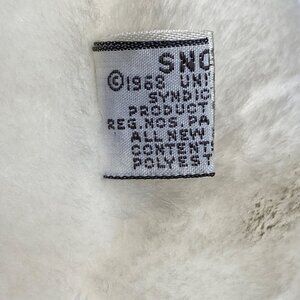 SNO
©1968 UNI
SYNDIC
PRODUCT
REG.NOS.PA
ALL NEW
CONTENT
POLYEST